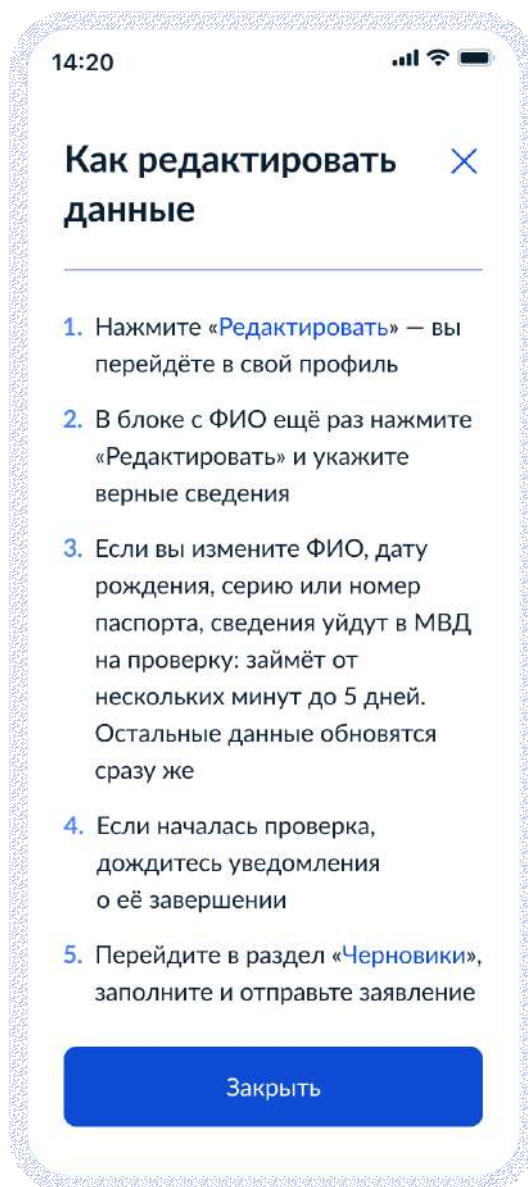 14:20
Как редактировать
данные
1. Нажмите «Редактировать» — вы
перейдёте в свой профиль
2. В блоке с ФИО ещё раз нажмите
«Редактировать» и укажите
верные сведения
3. Если вы измените ФИО, дату
рождения, серию или номер
паспорта, сведения уйдут в МВД
на проверку: займёт от
нескольких минут до 5 дней.
Остальные данные обновятся
сразу же
4. Если началась проверка,
дождитесь уведомления
о её завершении
5. Перейдите в раздел «Черновики»,
заполните и отправьте заявление
Закрыть